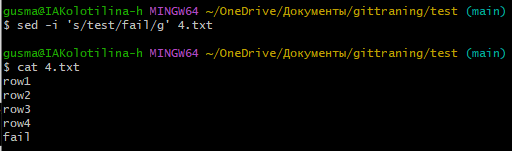 gusma@IAKolotilina-h MINGW64 ~/OneDrive/Документы/gittraning/test (main)
$ sed -i 's/test/fail/g' 4.txt
gusma@IAKolotilina-h MINGW64 ~/OneDrive/Документы/gittraning/test (main)
$ cat 4.txt
row1
row2
row3
row4
fail